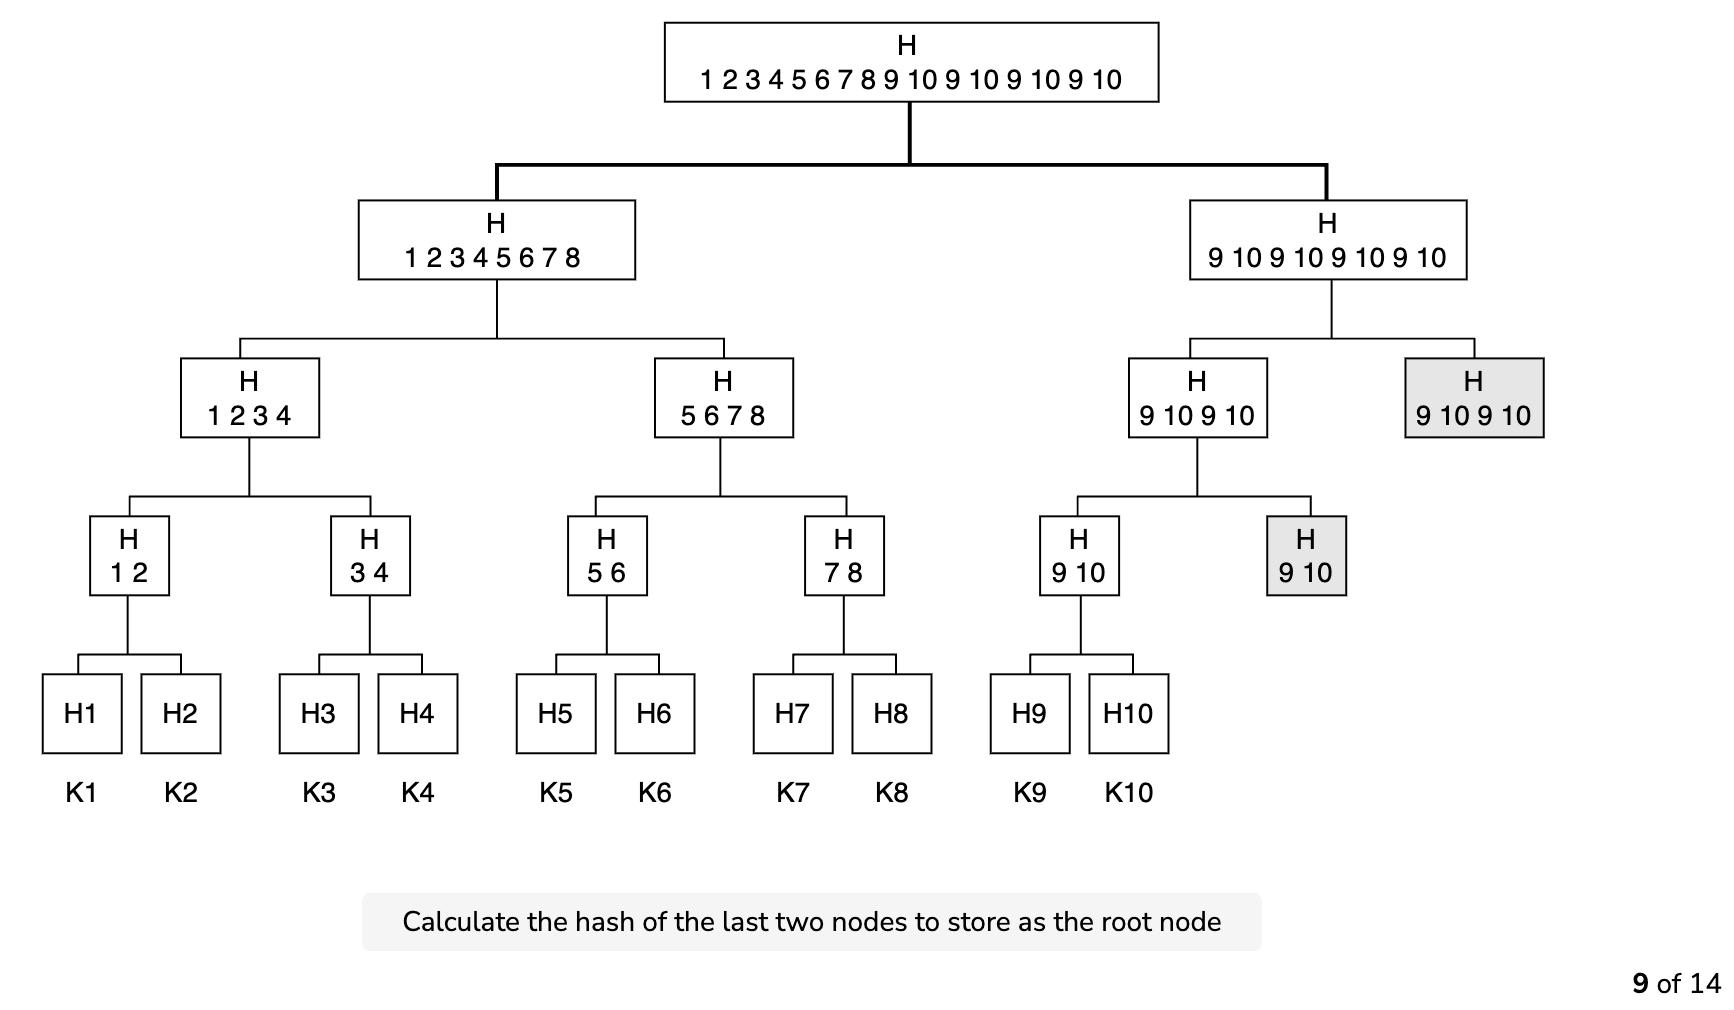 H
1 2 3 4 5 6 7 8 9 10 9 10 9 10 9 10
H
1 2 3 4 5 6 7 8
H
9 10 9 10 9 10 9 10
H
1 2 3 4
H
5 6 7 8
H
9 10 9 10
H
9 10 9 10
H
1 2
H
3 4
H
5 6
H
7 8
H
9 10
H
9 10
H1
H2
H3
H4
H5
H6
H7
H8
H9
H10
K1
K2
K3
K4
K5
K6
K7
K8
K9
K10
Calculate the hash of the last two nodes to store as the root node
9 of 14